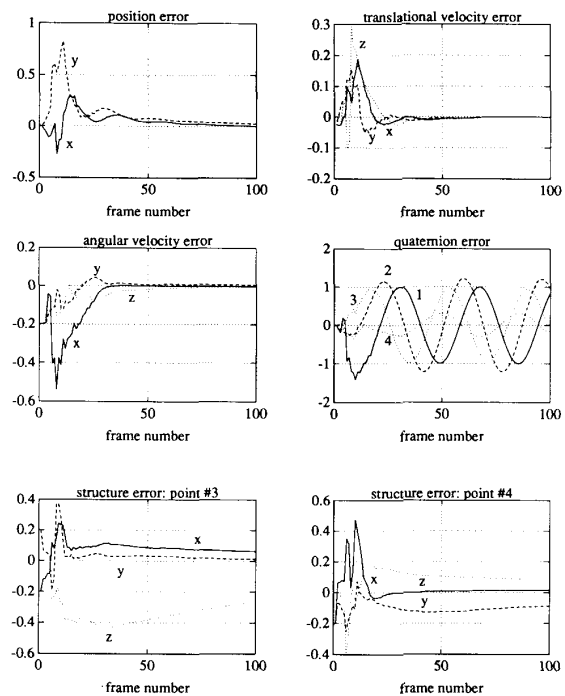 position error
1
0.5
0
-0.5
-1
y
x
0
50
100
frame number
translational velocity error
0.3
0.2
0.1
0
-0.1
-0.2
z
y
x
0
50
100
frame number
angular velocity error
0.2
0
-0.2
-0.4
-0.6
y
z
x
0
50
100
frame number
quaternion error
2
1
0
-1
-2
2
1
3
4
0
50
100
frame number
structure error: point #3
0.4
0.2
0
-0.2
-0.4
-0.6
x
y
z
0
50
100
frame number
structure error: point #4
0.6
0.4
0.2
0
-0.2
-0.4
x
z
y
0
50
100
frame number